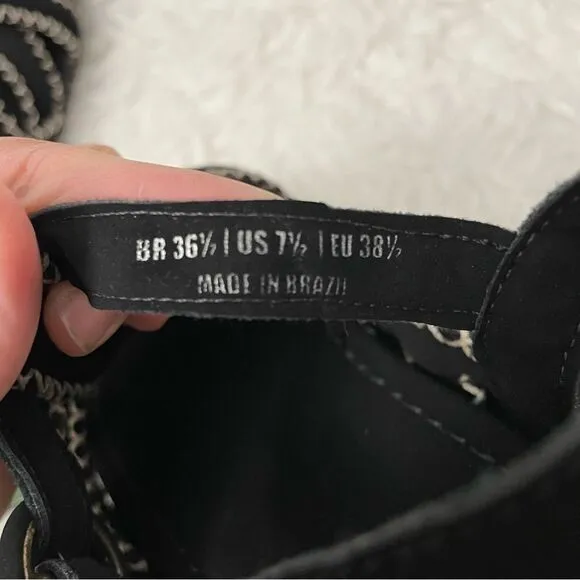 BR 36½ | US 7½ | EU 38½
MADE IN BRAZIL